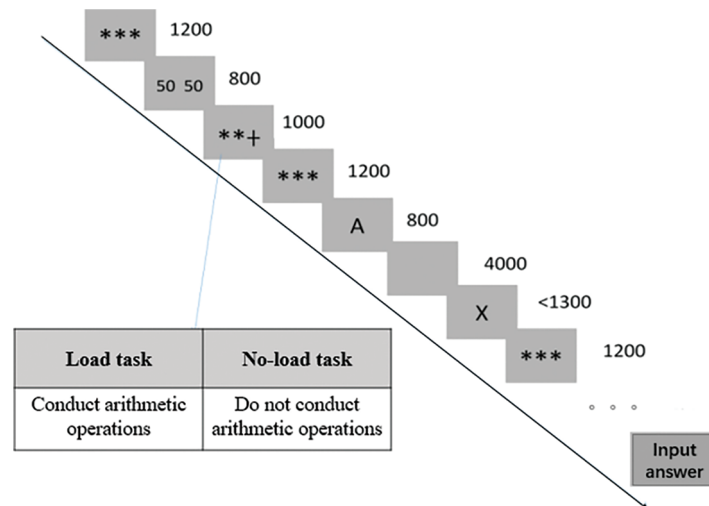 ***
1200
50 50
800
**+
1000
***
1200
A
800
4000
X
<1300
***
1200
Load task
No-load task
Conduct arithmetic
operations
Do not conduct
arithmetic operations
Input
answer